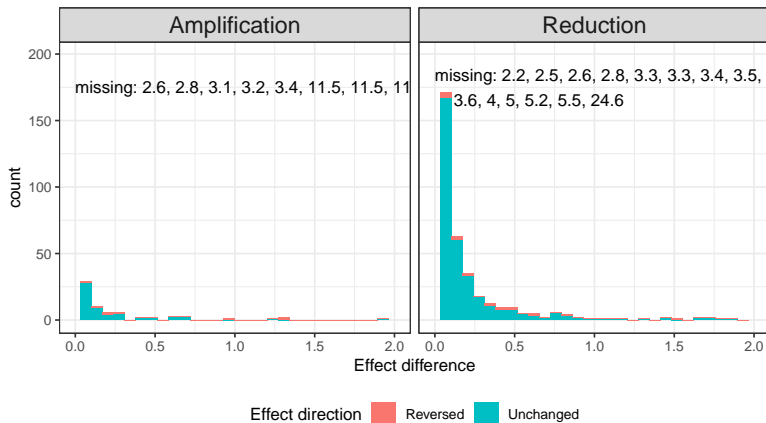 Amplification
Reduction
missing: 2.6, 2.8, 3.1, 3.2, 3.4, 11.5, 11.5, 11
missing: 2.2, 2.5, 2.6, 2.8, 3.3, 3.3, 3.4, 3.5,
3.6, 4, 5, 5.2, 5.5, 24.6
200
150
100
50
0
count
0.0 0.5 1.0 1.5 2.0
0.0 0.5 1.0 1.5 2.0
Effect difference
Effect direction Reversed Unchanged